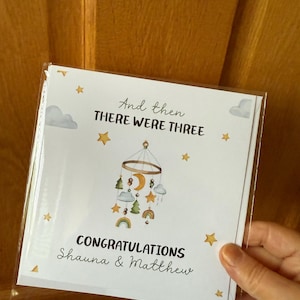 And then
THERE WERE THREE
CONGRATULATIONS
Shauna & Matthew